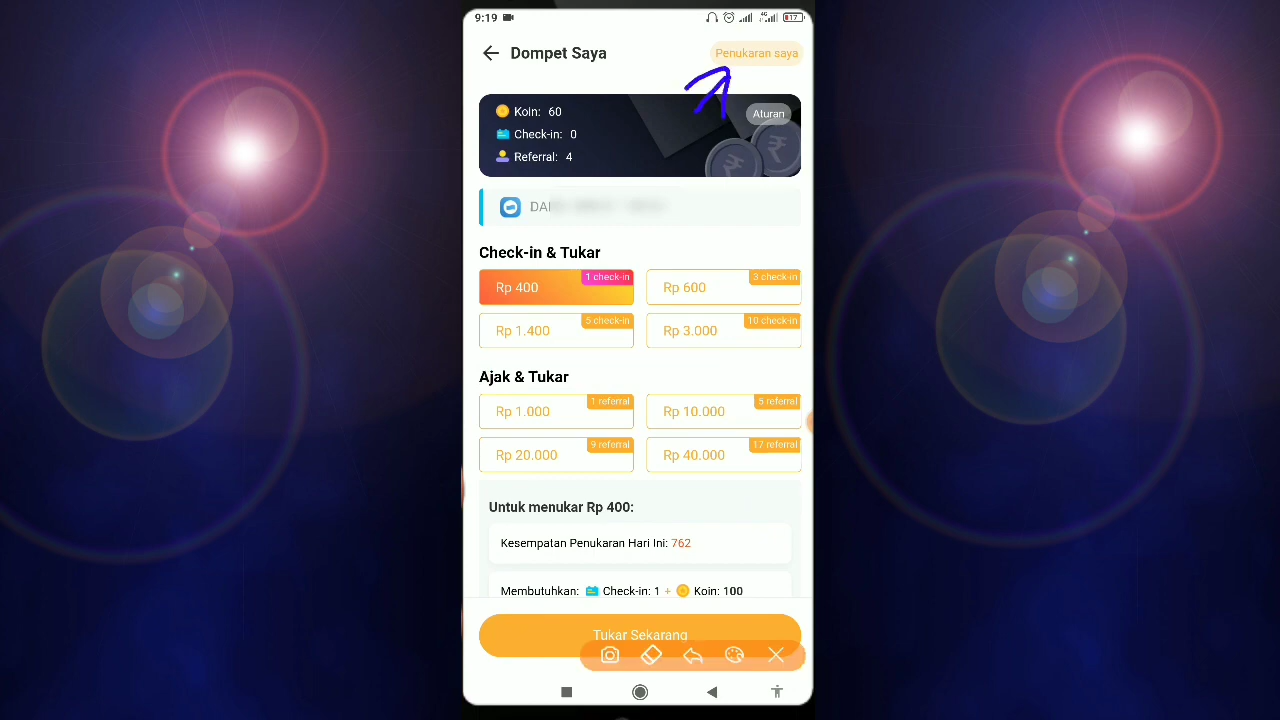 9:19
4G
17
Dompet Saya
Penukaran saya
Koin: 60
Aturan
Check-in: 0
Referral: 4
Check-in & Tukar
Rp 400
1 check-in
Rp 600
3 check-in
Rp 1.400
5 check-in
Rp 3.000
10 check-in
Ajak & Tukar
Rp 1.000
1 referral
Rp 10.000
5 referral
Rp 20.000
9 referral
Rp 40.000
17 referral
Untuk menukar Rp 400:
Kesempatan Penukaran Hari Ini: 762
Membutuhkan: Check-in: 1 + Koin: 100
Tukar Sekarang